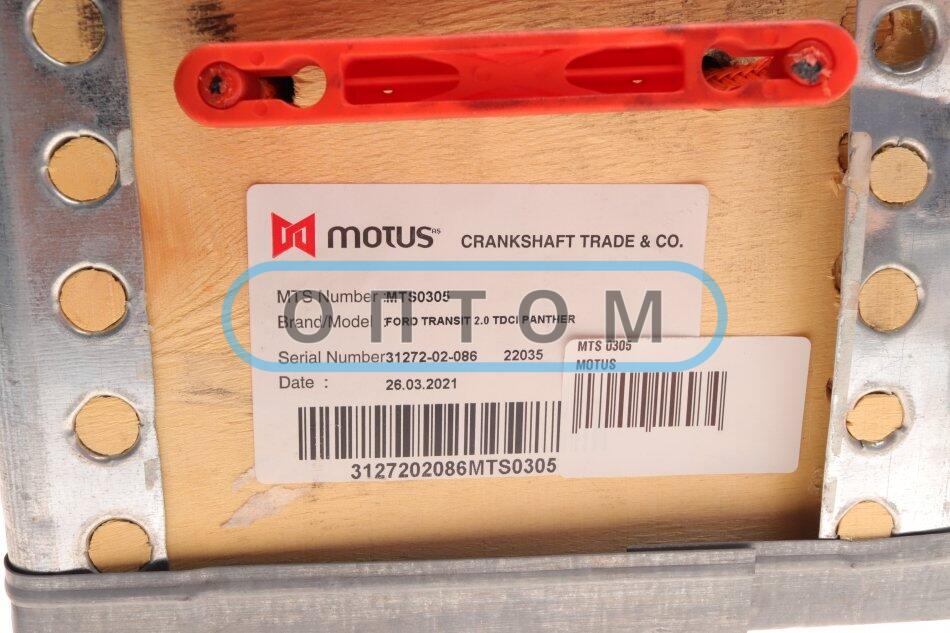 MOTUS AS CRANKSHAFT TRADE & CO.
MTS Number :MTS0305
ОПТОМ
Brand/Model :FORD TRANSIT 2.0 TDCI PANTHER
Serial Number:31272-02-086 22035
Date : 26.03.2021
3127202086MTS0305
MTS 0305
MOTUS